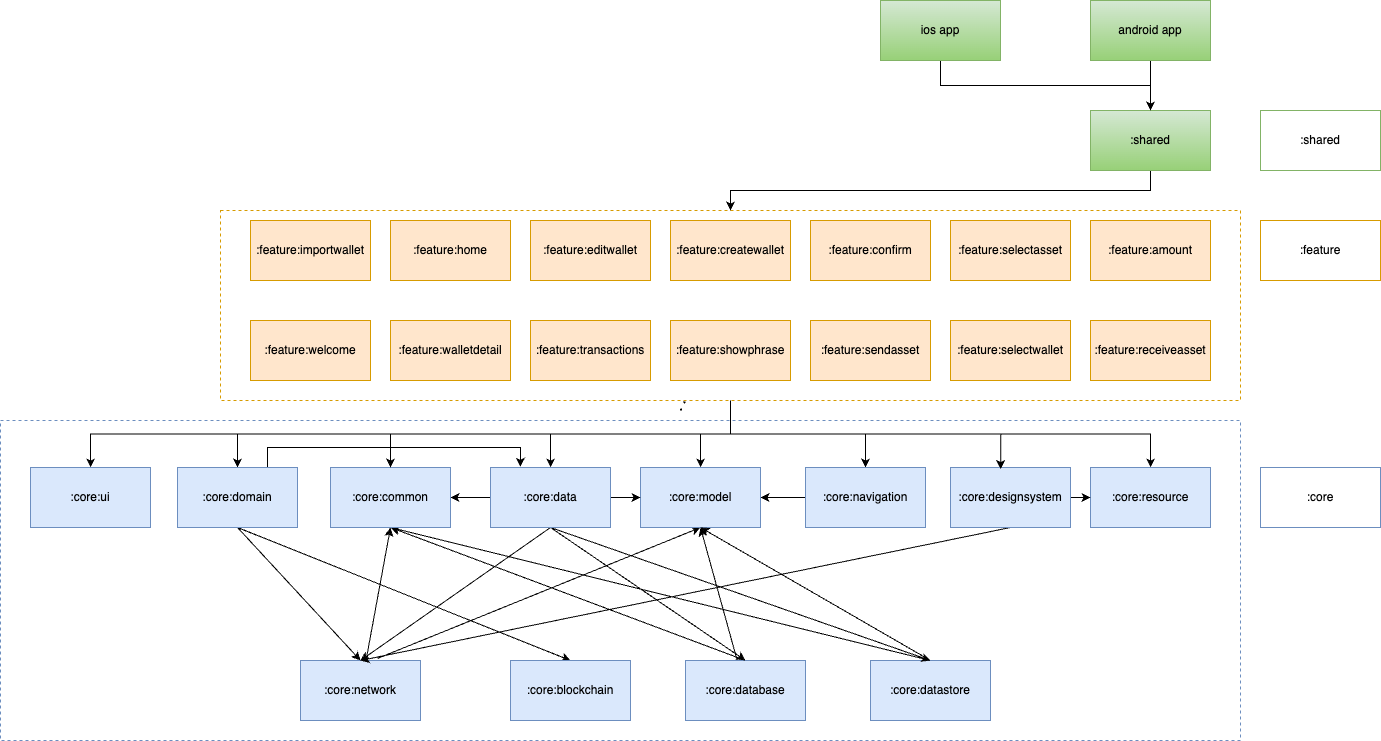 ios app
android app
:shared
:shared
:feature:importwallet
:feature:home
:feature:editwallet
:feature:createwallet
:feature:confirm
:feature:selectasset
:feature:amount
:feature
:feature:welcome
:feature:walletdetail
:feature:transactions
:feature:showphrase
:feature:sendasset
:feature:selectwallet
:feature:receiveasset
:core:ui
:core:domain
:core:common
:core:data
:core:model
:core:navigation
:core:designsystem
:core:resource
:core
:core:network
:core:blockchain
:core:database
:core:datastore